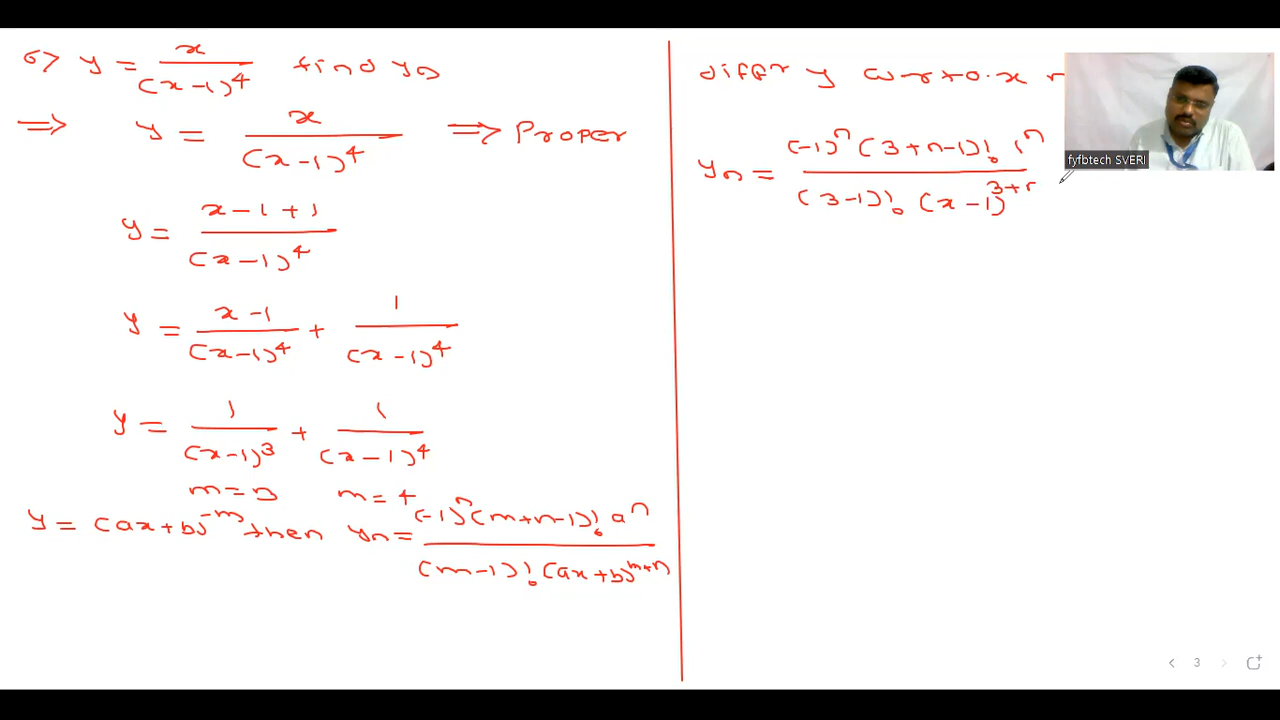 6> y = x/(x-1)^4 find yn
⇒ y = x/(x-1)^4 ⇒ Proper
y = (x-1+1)/(x-1)^4
y = (x-1)/(x-1)^4 + 1/(x-1)^4
y = 1/(x-1)^3 + 1/(x-1)^4
m=3 m=4
y = (ax+b)^-m then yn = (-1)^n (m+n-1)! a^n / (m-1)! (ax+b)^m+n
differ y w.r.to.x
yn = (-1)^n (3+n-1)! 1^n / (3-1)! (x-1)^3+n
fyfbtech SVERI
3